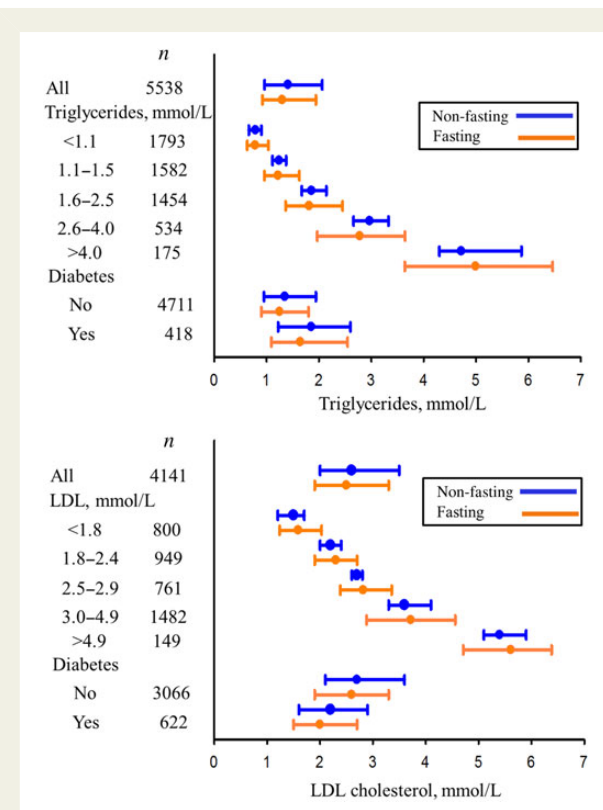 n
All 5538
Triglycerides, mmol/L
<1.1 1793
1.1–1.5 1582
1.6–2.5 1454
2.6–4.0 534
>4.0 175
Diabetes
No 4711
Yes 418
Non-fasting
Fasting
0 1 2 3 4 5 6 7
Triglycerides, mmol/L
n
All 4141
LDL, mmol/L
<1.8 800
1.8–2.4 949
2.5–2.9 761
3.0–4.9 1482
>4.9 149
Diabetes
No 3066
Yes 622
Non-fasting
Fasting
0 1 2 3 4 5 6 7
LDL cholesterol, mmol/L